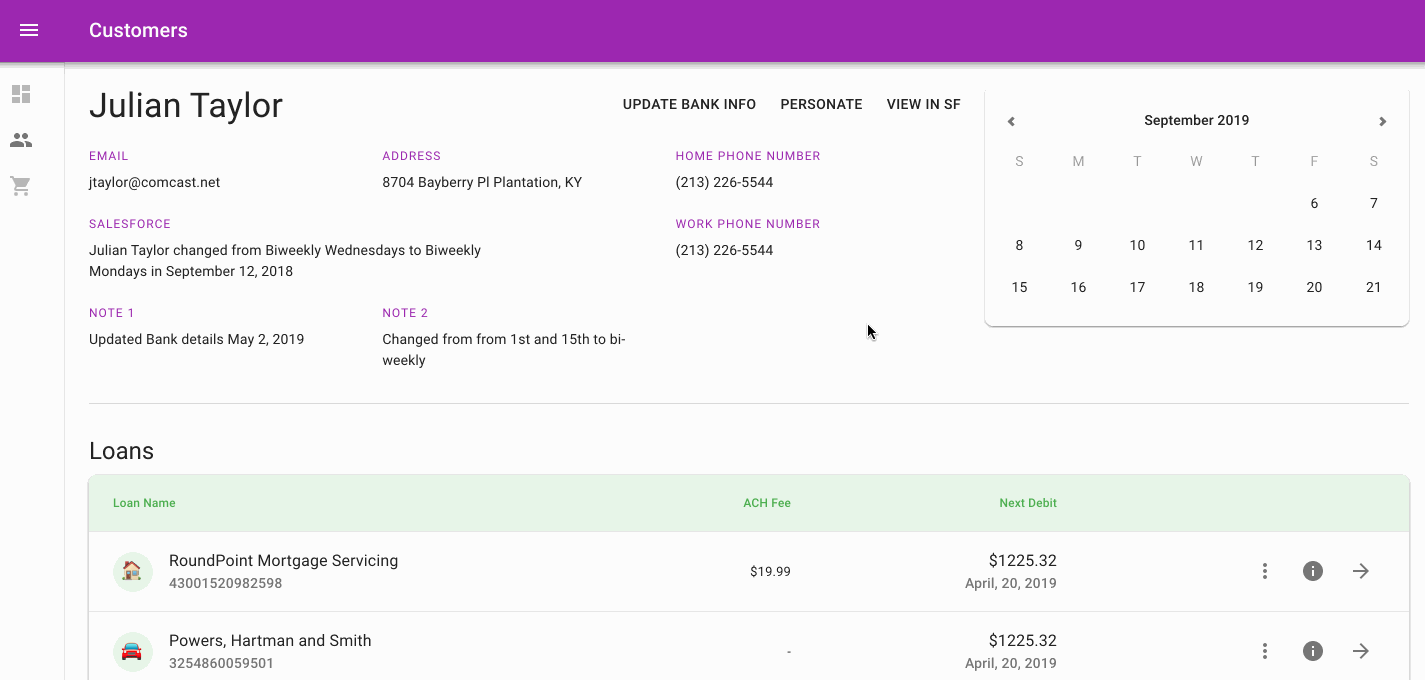 Customers
Julian Taylor
UPDATE BANK INFO PERSONATE VIEW IN SF
EMAIL
jtaylor@comcast.net
ADDRESS
8704 Bayberry Pl Plantation, KY
HOME PHONE NUMBER
(213) 226-5544
SALESFORCE
Julian Taylor changed from Biweekly Wednesdays to Biweekly
Mondays in September 12, 2018
WORK PHONE NUMBER
(213) 226-5544
NOTE 1
Updated Bank details May 2, 2019
NOTE 2
Changed from from 1st and 15th to bi-
weekly
September 2019
S M T W T F S
6 7
8 9 10 11 12 13 14
15 16 17 18 19 20 21
Loans
Loan Name ACH Fee Next Debit
RoundPoint Mortgage Servicing
43001520982598
$19.99
$1225.32
April, 20, 2019
Powers, Hartman and Smith
3254860059501
-
$1225.32
April, 20, 2019